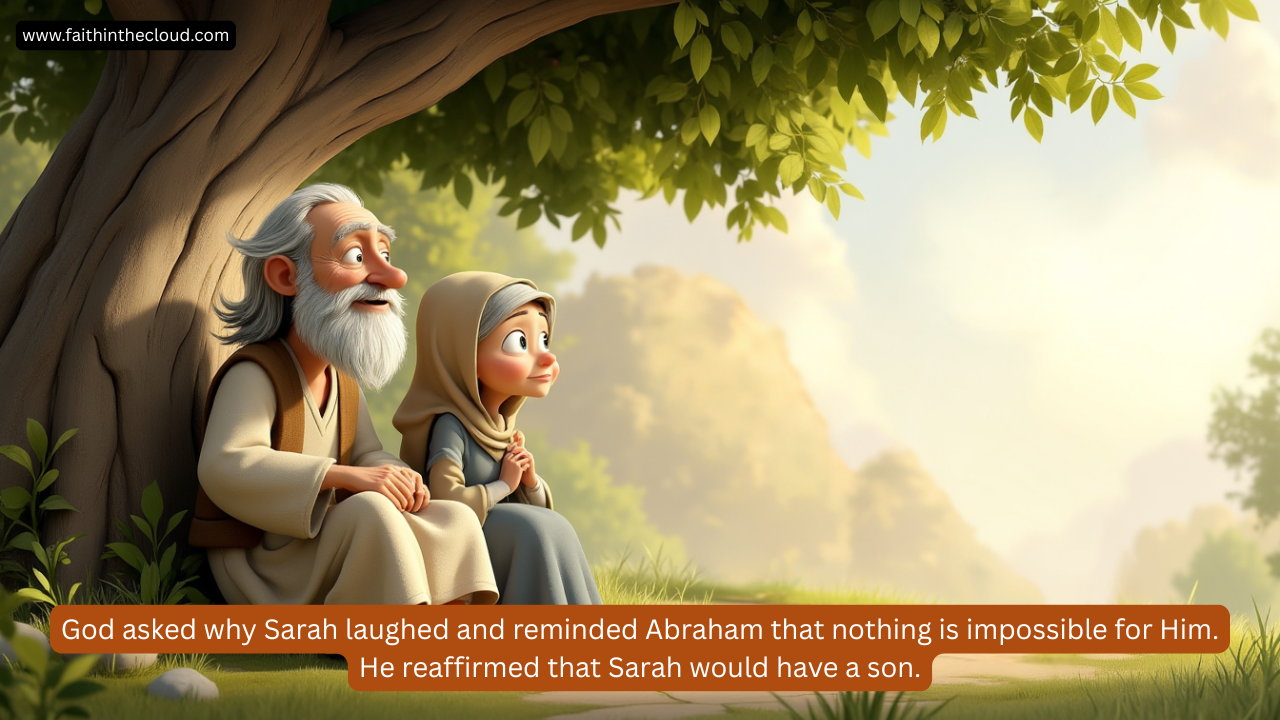 www.faithinthecloud.com
God asked why Sarah laughed and reminded Abraham that nothing is impossible for Him.
He reaffirmed that Sarah would have a son.